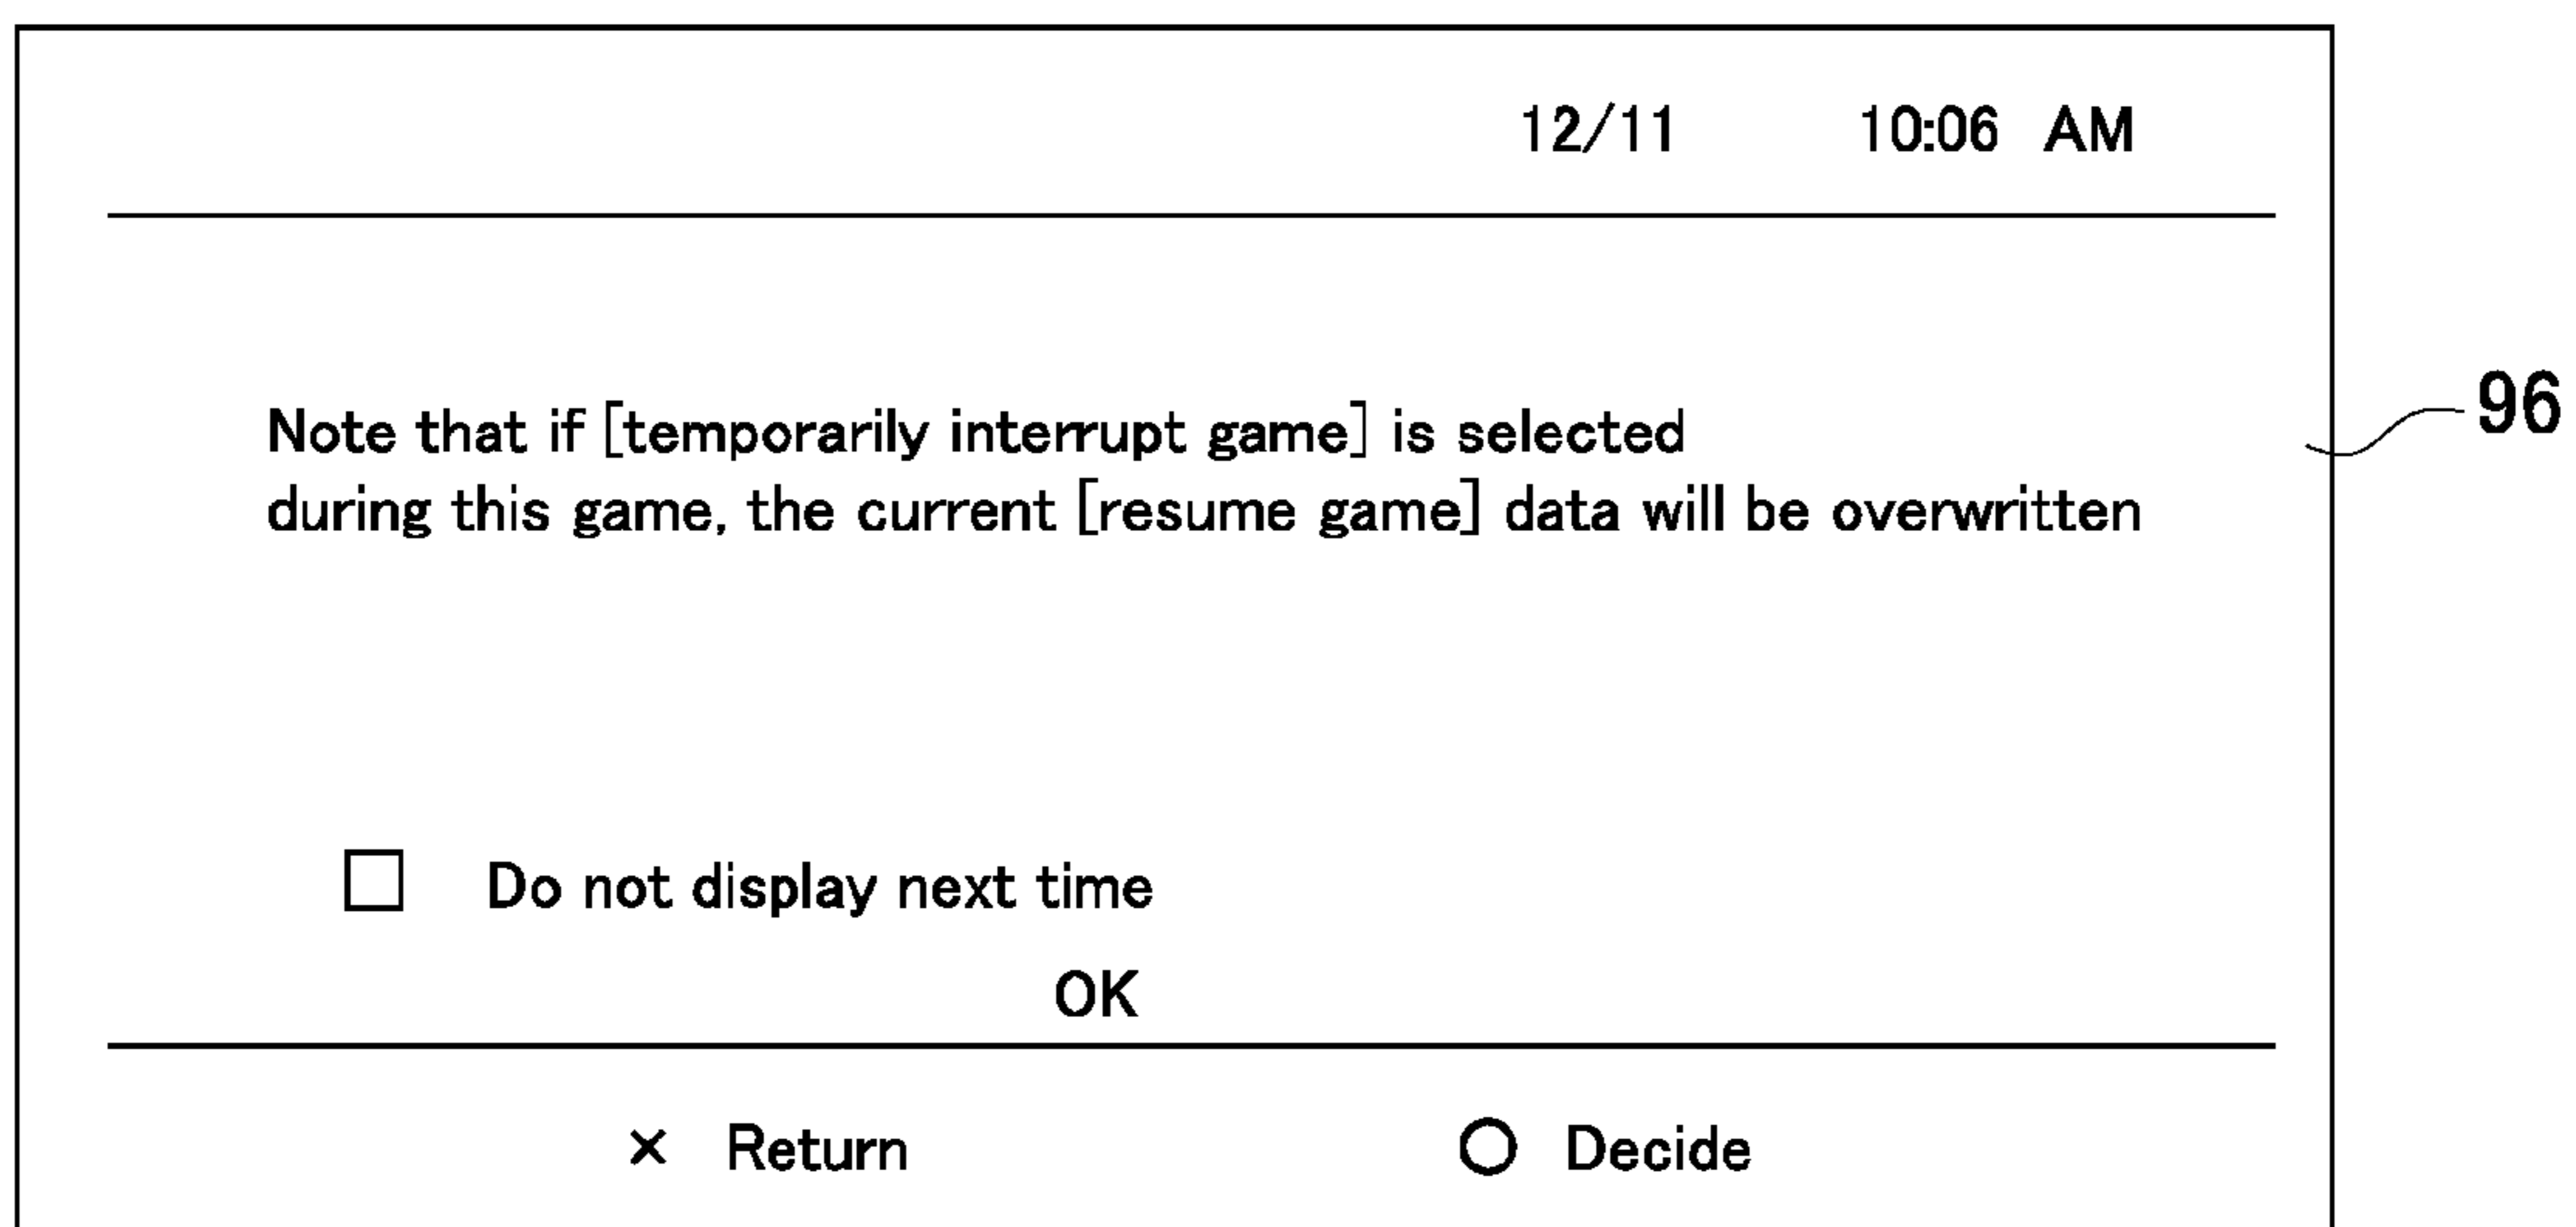 12/11 10:06 AM
Note that if [temporarily interrupt game] is selected
during this game, the current [resume game] data will be overwritten
96
Do not display next time
OK
× Return ○ Decide